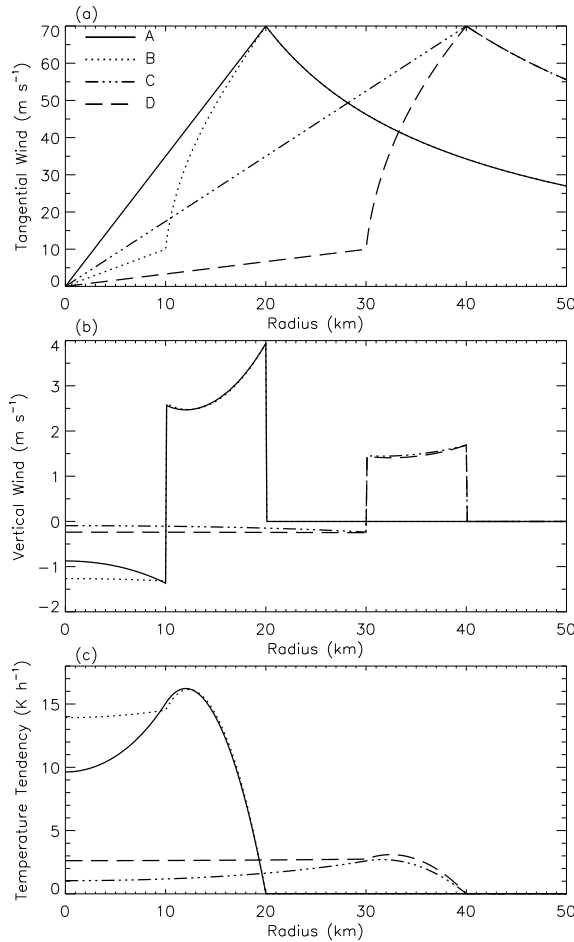 (a)
70
60
50
40
30
20
10
0
Tangential Wind (m s⁻¹)
A
B
C
D
0 10 20 30 40 50
Radius (km)
(b)
4
3
2
1
0
−1
−2
Vertical Wind (m s⁻¹)
0 10 20 30 40 50
Radius (km)
(c)
15
10
5
0
Temperature Tendency (K h⁻¹)
0 10 20 30 40 50
Radius (km)